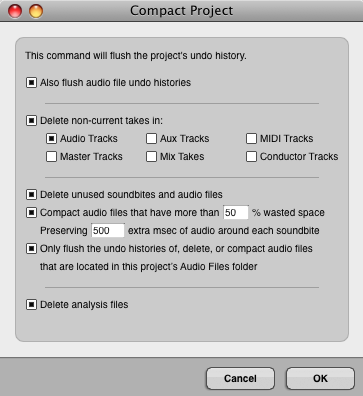 Compact Project
This command will flush the project's undo history.
Also flush audio file undo histories
Delete non-current takes in:
Audio Tracks Aux Tracks MIDI Tracks
Master Tracks Mix Takes Conductor Tracks
Delete unused soundbites and audio files
Compact audio files that have more than 50 % wasted space
Preserving 500 extra msec of audio around each soundbite
Only flush the undo histories of, delete, or compact audio files
that are located in this project's Audio Files folder
Delete analysis files
Cancel OK